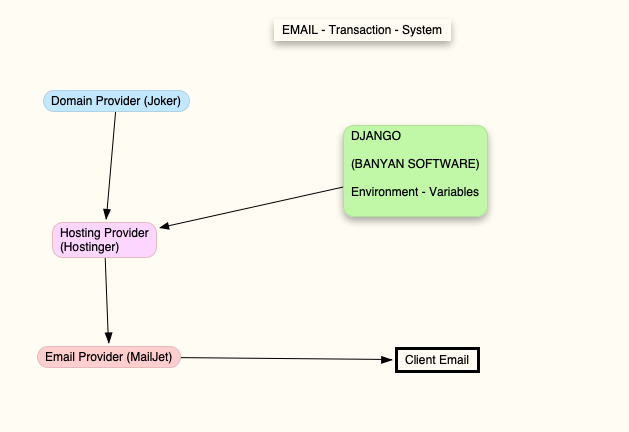 EMAIL - Transaction - System
Domain Provider (Joker)
DJANGO
(BANYAN SOFTWARE)
Environment - Variables
Hosting Provider
(Hostinger)
Email Provider (MailJet)
Client Email